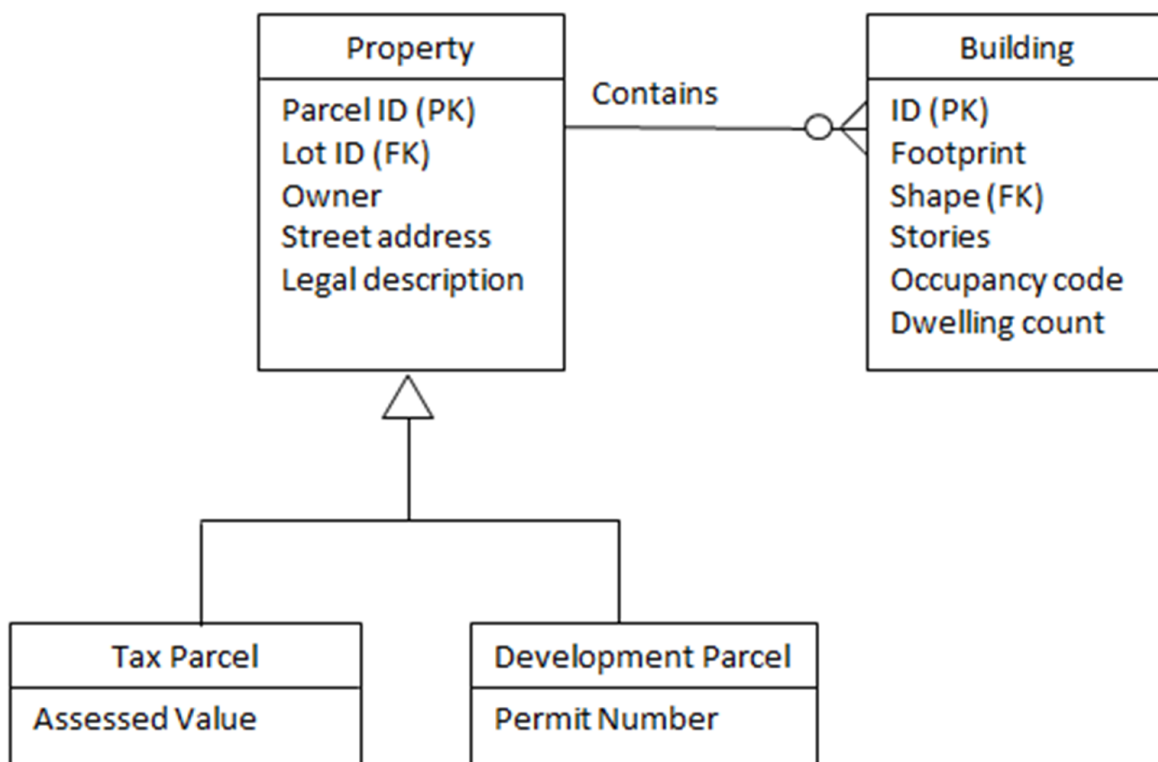 Property
Parcel ID (PK)
Lot ID (FK)
Owner
Street address
Legal description
Contains
Building
ID (PK)
Footprint
Shape (FK)
Stories
Occupancy code
Dwelling count
Tax Parcel
Assessed Value
Development Parcel
Permit Number